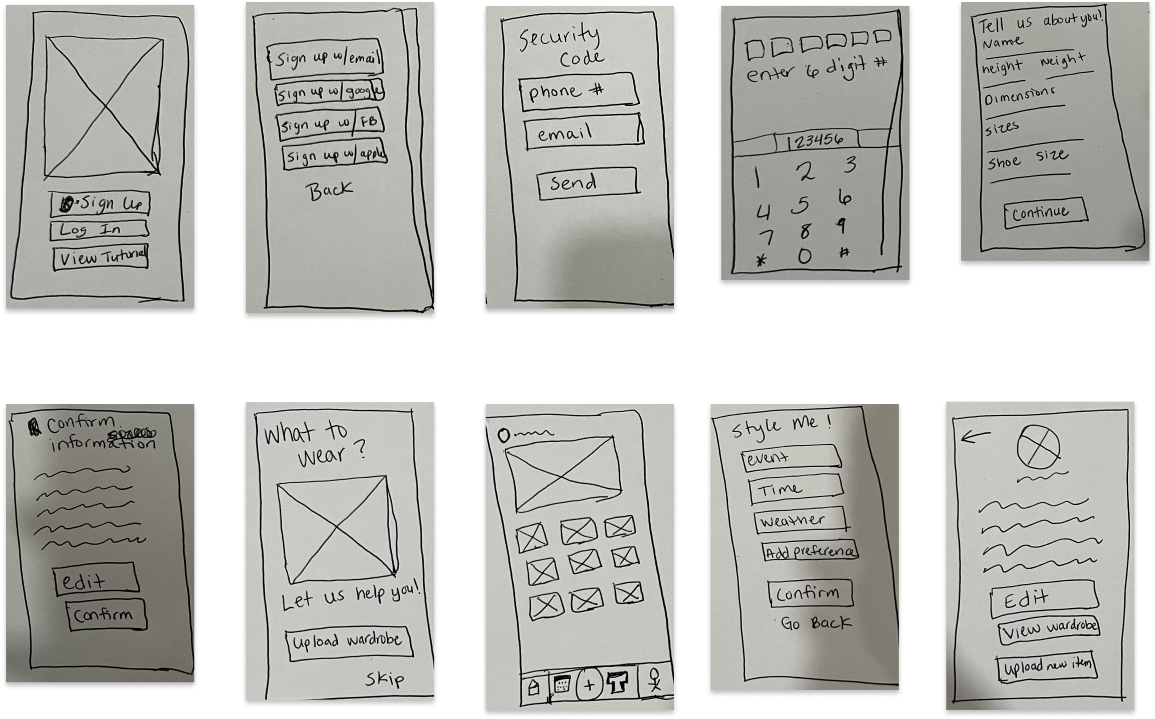 Sign Up
Log In
View Tutorial
Sign up w/email
Sign up w/google
Sign up w/ FB
Sign up w/apple
Back
Security
Code
phone #
email
Send
enter 6 digit #
123456
1 2 3
4 5 6
7 8 9
* 0 #
Tell us about you!
Name
height weight
Dimensions
sizes
Shoe size
Continue
Confirm
information
edit
Confirm
What to
Wear?
Let us help you!
Upload wardrobe
Skip
Style Me!
event
Time
Weather
Add preference
Confirm
Go Back
Edit
View wardrobe
Upload new item